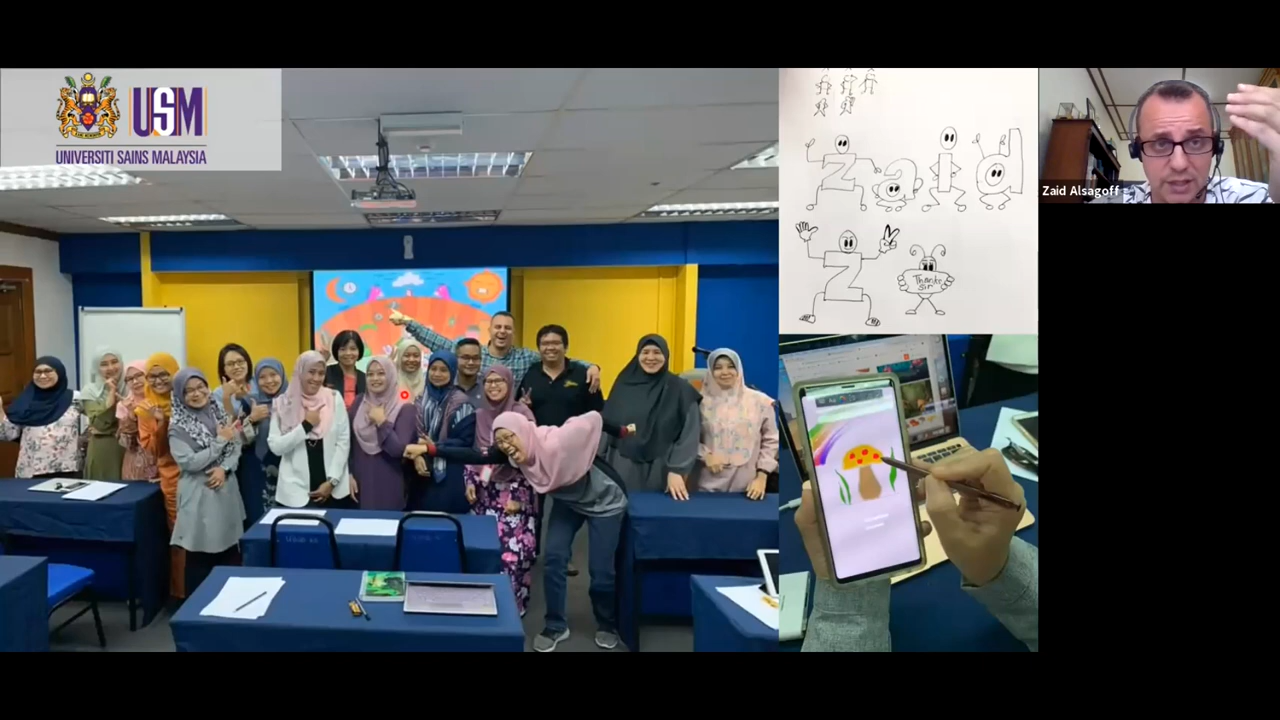 USM
UNIVERSITI SAINS MALAYSIA
Zaid
Z
Thanks
Sir
Zaid Alsagoff